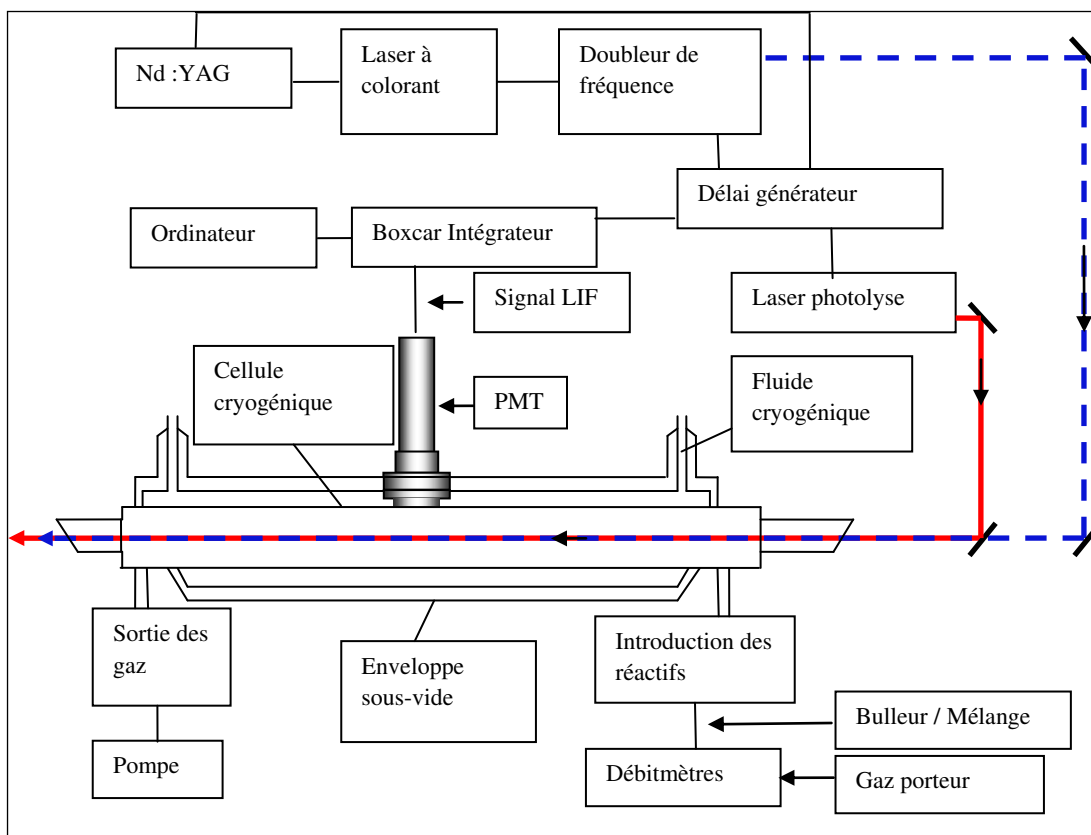 Nd :YAG
Laser à
colorant
Doubleur de
fréquence
Délai générateur
Ordinateur
Boxcar Intégrateur
Signal LIF
Laser photolyse
Cellule
cryogénique
PMT
Fluide
cryogénique
Sortie des
gaz
Enveloppe
sous-vide
Introduction des
réactifs
Bulleur / Mélange
Pompe
Débitmètres
Gaz porteur